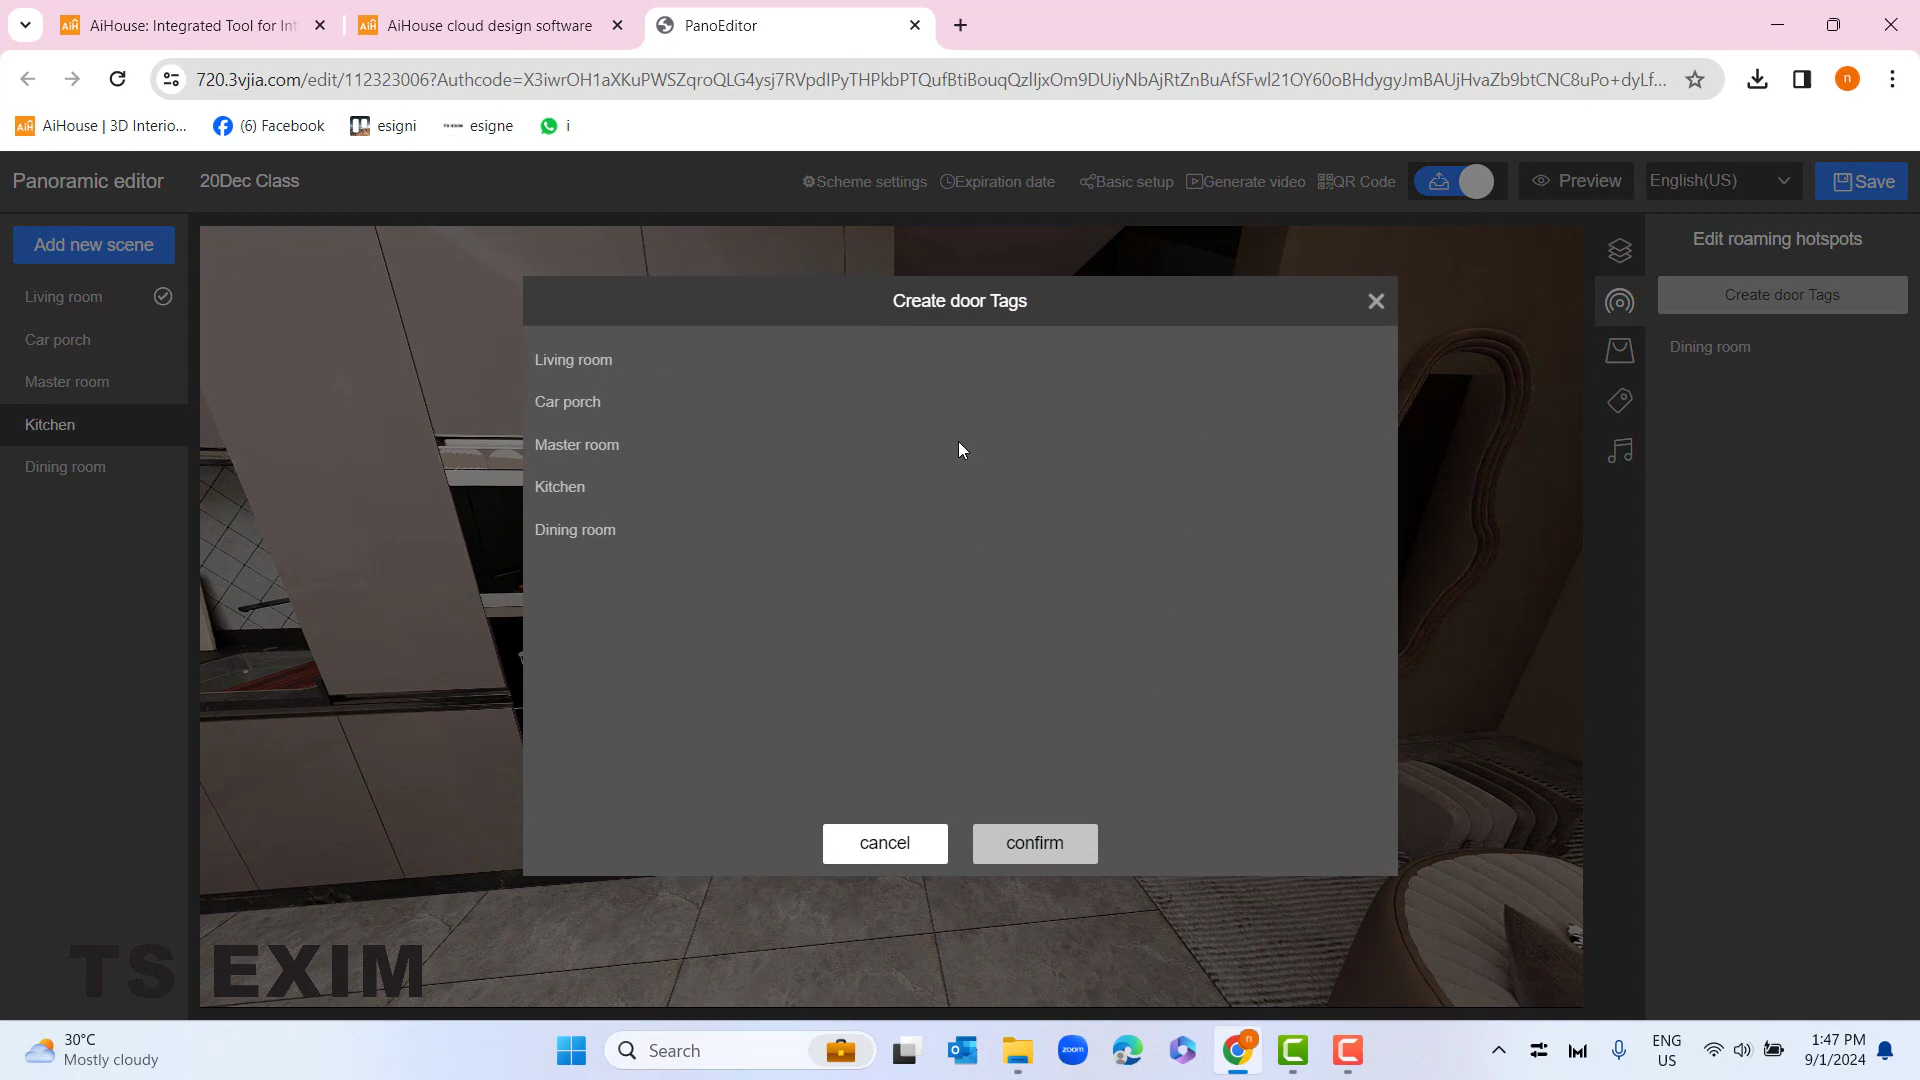 AiHouse: Integrated Tool for Int
AiHouse cloud design software
PanoEditor
720.3vjia.com/edit/112323006?Authcode=X3iwrOH1aXKuPWSZqroQLG4ysj7RVpdIPyTHPkbPTQufBtiBouqQzlIjxOm9DUiyNbAjRtZnBuAfSFwl21OY60oBHdygyJmBAUjHvaZb9btCNC8uPo+dyLf...
n
AiHouse | 3D Interio...
(6) Facebook
esigni
esigne
i
Panoramic editor
20Dec Class
Scheme settings
Expiration date
Basic setup
Generate video
QR Code
Preview
English(US)
Save
Add new scene
Living room
Car porch
Master room
Kitchen
Dining room
Create door Tags
Living room
Car porch
Master room
Kitchen
Dining room
cancel
confirm
Edit roaming hotspots
Create door Tags
Dining room
TS EXIM
30°C
Mostly cloudy
Search
zoom
n
ENG
US
1:47 PM
9/1/2024